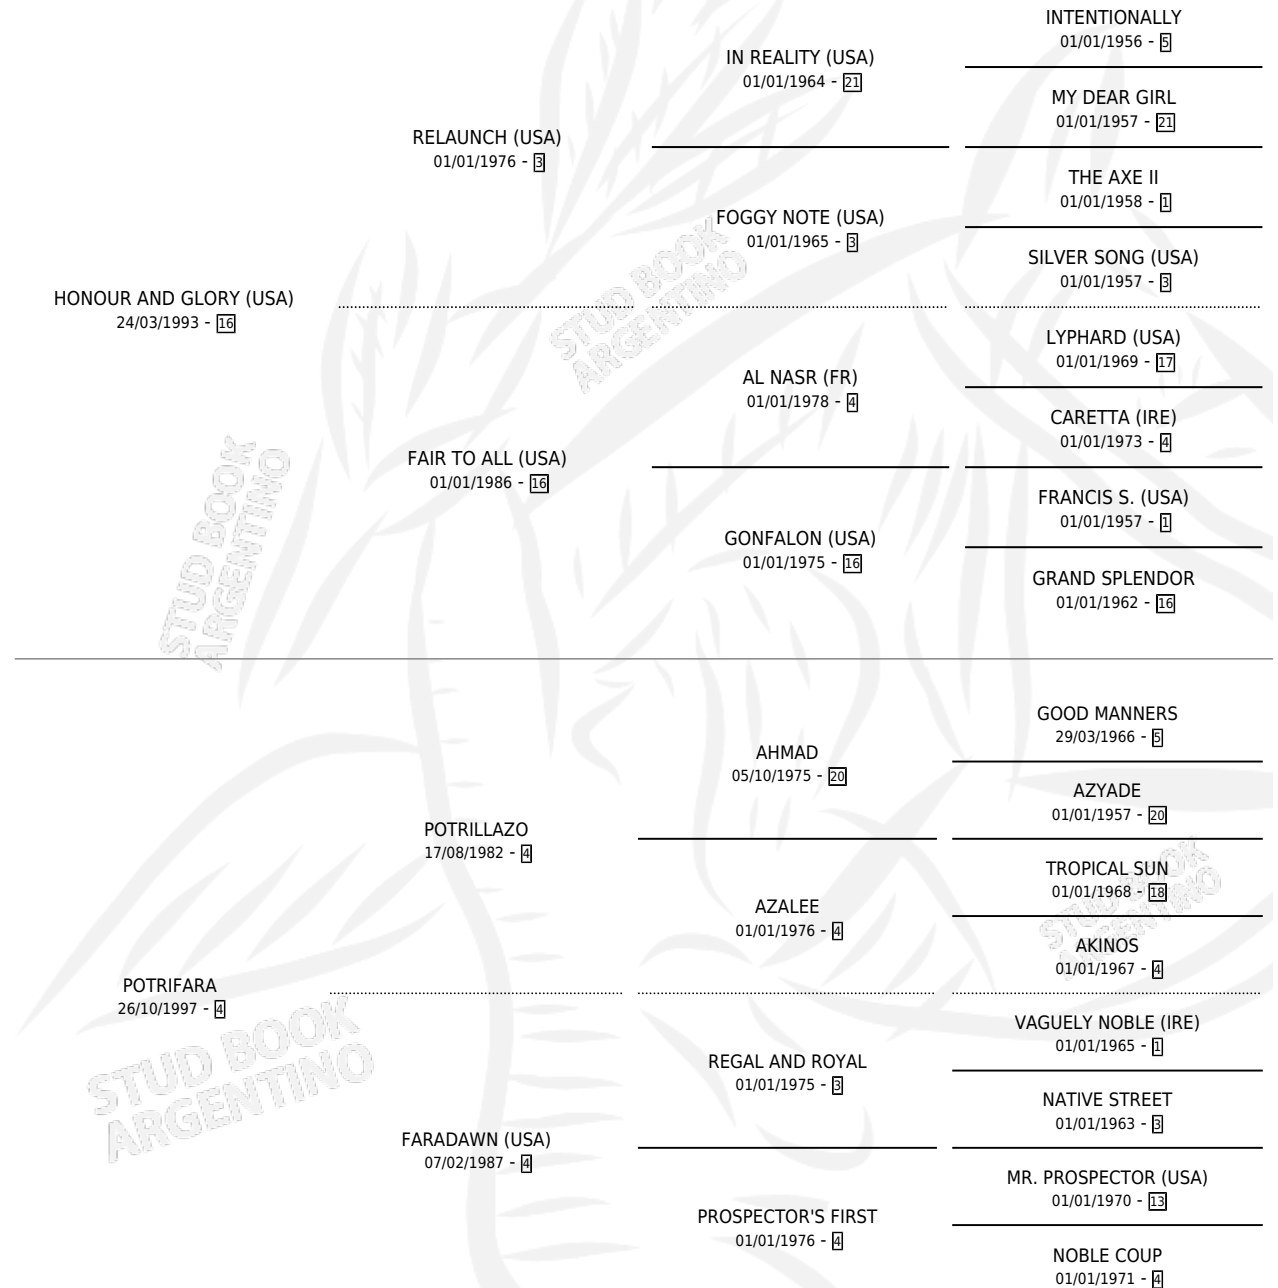 INTENTIONALLY
01/01/1956 - 5
IN REALITY (USA)
01/01/1964 - 21
MY DEAR GIRL
01/01/1957 - 21
RELAUNCH (USA)
01/01/1976 - 3
THE AXE II
01/01/1958 - 1
FOGGY NOTE (USA)
01/01/1965 - 3
SILVER SONG (USA)
01/01/1957 - 3
HONOUR AND GLORY (USA)
24/03/1993 - 16
STUD BOOK
ARGENTINO
LYPHARD (USA)
01/01/1969 - 17
AL NASR (FR)
01/01/1978 - 4
CARETTA (IRE)
01/01/1973 - 4
FAIR TO ALL (USA)
01/01/1986 - 16
FRANCIS S. (USA)
01/01/1957 - 1
GONFALON (USA)
01/01/1975 - 16
GRAND SPLENDOR
01/01/1962 - 16
STUD BOOK
ARGENTINO
GOOD MANNERS
29/03/1966 - 5
AHMAD
05/10/1975 - 20
AZYADE
01/01/1957 - 20
POTRILLAZO
17/08/1982 - 4
TROPICAL SUN
01/01/1968 - 18
AZALEE
01/01/1976 - 4
STUD BOOK
ARGENTINO
AKINOS
01/01/1967 - 4
POTRIFARA
26/10/1997 - 4
VAGUELY NOBLE (IRE)
01/01/1965 - 1
REGAL AND ROYAL
01/01/1975 - 3
STUD BOOK
ARGENTINO
NATIVE STREET
01/01/1963 - 3
FARADAWN (USA)
07/02/1987 - 4
MR. PROSPECTOR (USA)
01/01/1970 - 13
PROSPECTOR'S FIRST
01/01/1976 - 4
NOBLE COUP
01/01/1971 - 4